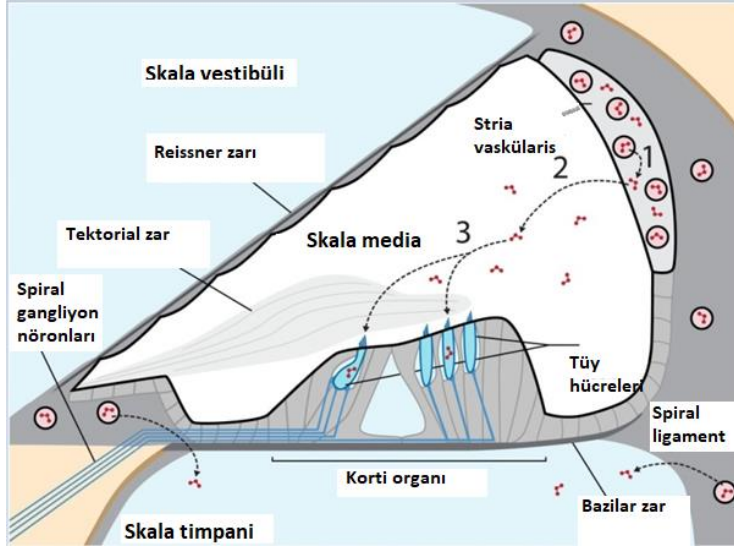 Skala vestibüli
Reissner zarı
Tektorial zar
Spiral
gangliyon
nöronları
Stria
vaskülaris
1
2
Skala media
3
Tüy
hücreleri
Spiral
ligament
Korti organı
Bazilar zar
Skala timpani